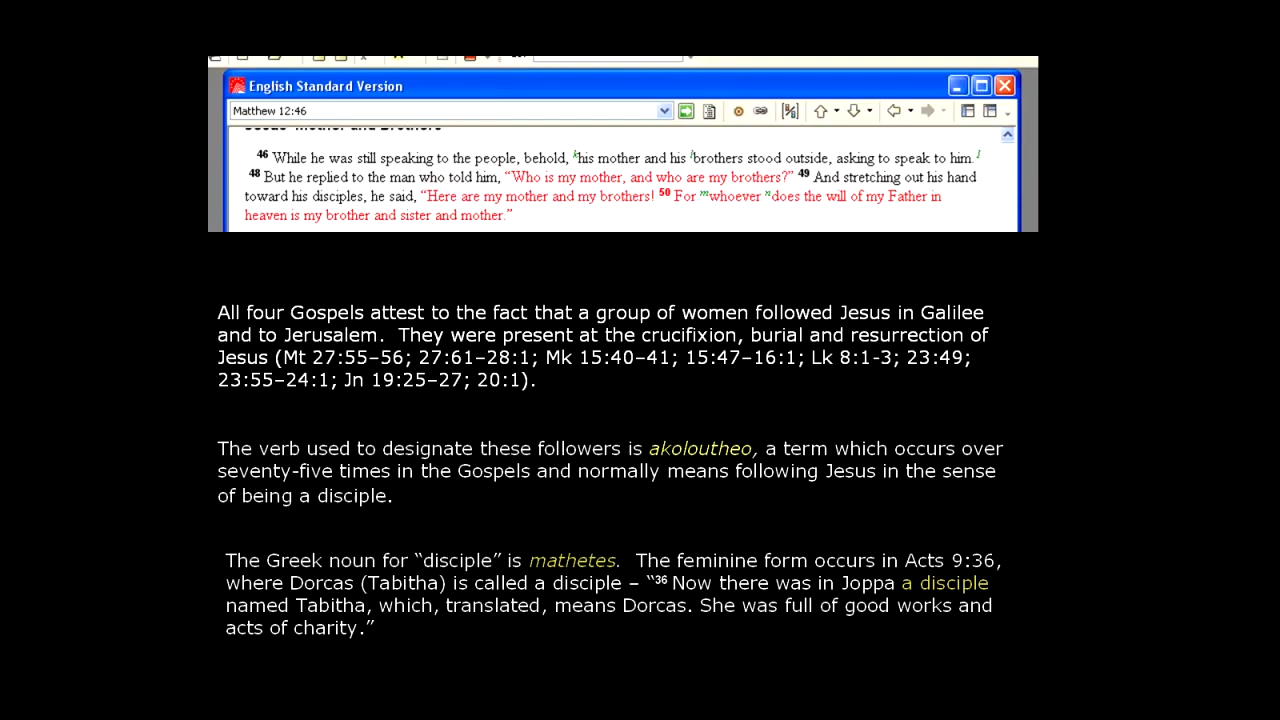 English Standard Version
Matthew 12:46
Jesus' Mother and Brothers
46 While he was still speaking to the people, behold, k his mother and his l brothers stood outside, asking to speak to him. l
48 But he replied to the man who told him, “Who is my mother, and who are my brothers?” 49 And stretching out his hand
toward his disciples, he said, “Here are my mother and my brothers! 50 For m whoever n does the will of my Father in
heaven is my brother and sister and mother.”
All four Gospels attest to the fact that a group of women followed Jesus in Galilee
and to Jerusalem.  They were present at the crucifixion, burial and resurrection of
Jesus (Mt 27:55–56; 27:61–28:1; Mk 15:40–41; 15:47–16:1; Lk 8:1-3; 23:49;
23:55–24:1; Jn 19:25–27; 20:1).
The verb used to designate these followers is akoloutheo, a term which occurs over
seventy-five times in the Gospels and normally means following Jesus in the sense
of being a disciple.
The Greek noun for “disciple” is mathetes.  The feminine form occurs in Acts 9:36,
where Dorcas (Tabitha) is called a disciple – “36 Now there was in Joppa a disciple
named Tabitha, which, translated, means Dorcas. She was full of good works and
acts of charity.”